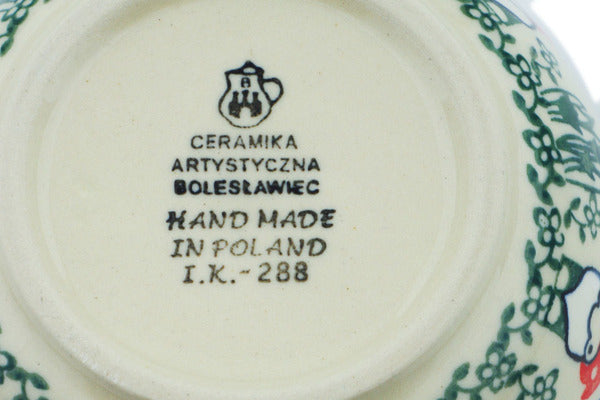 CERAMIKA
ARTYSTYCZNA
BOLESŁAWIEC
HAND MADE
IN POLAND
I.K.-288